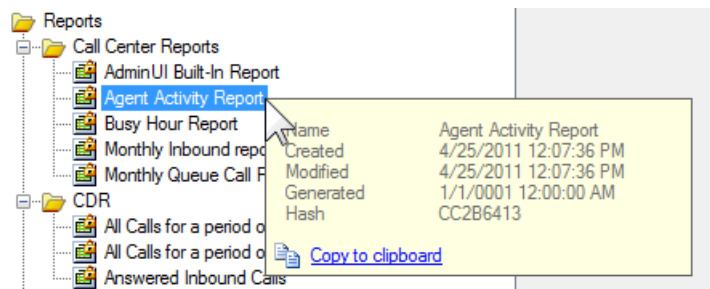 Reports
Call Center Reports
AdminUI Built-In Report
Agent Activity Report
Busy Hour Report
Monthly Inbound repo
Monthly Queue Call
CDR
All Calls for a period o
All Calls for a period o
Answered Inbound Calls
Name Agent Activity Report
Created 4/25/2011 12:07:36 PM
Modified 4/25/2011 12:07:36 PM
Generated 1/1/0001 12:00:00 AM
Hash CC2B6413
Copy to clipboard